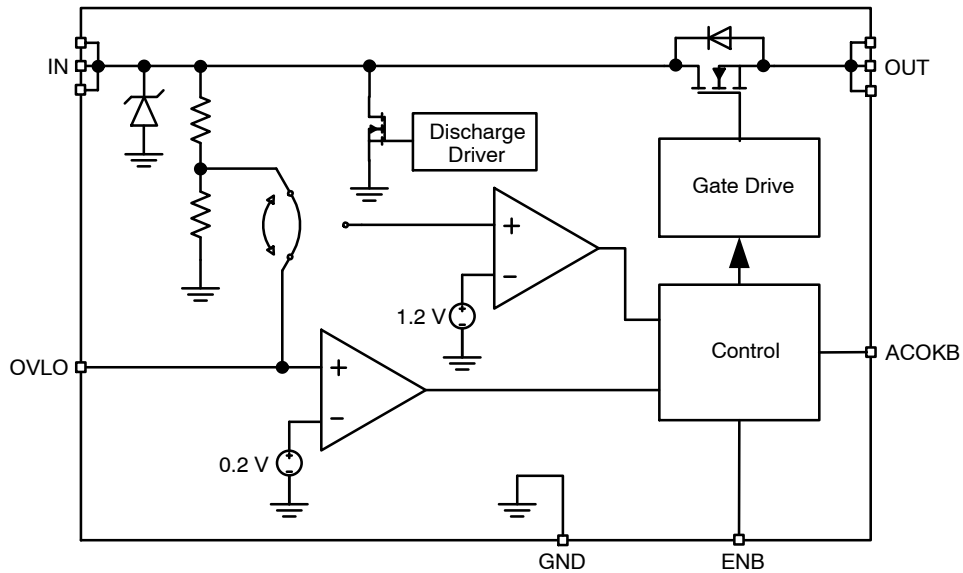 IN
OUT
Discharge
Driver
Gate Drive
+
−
1.2 V
+
−
Control
ACOKB
OVLO
+
−
0.2 V
+
−
GND
ENB